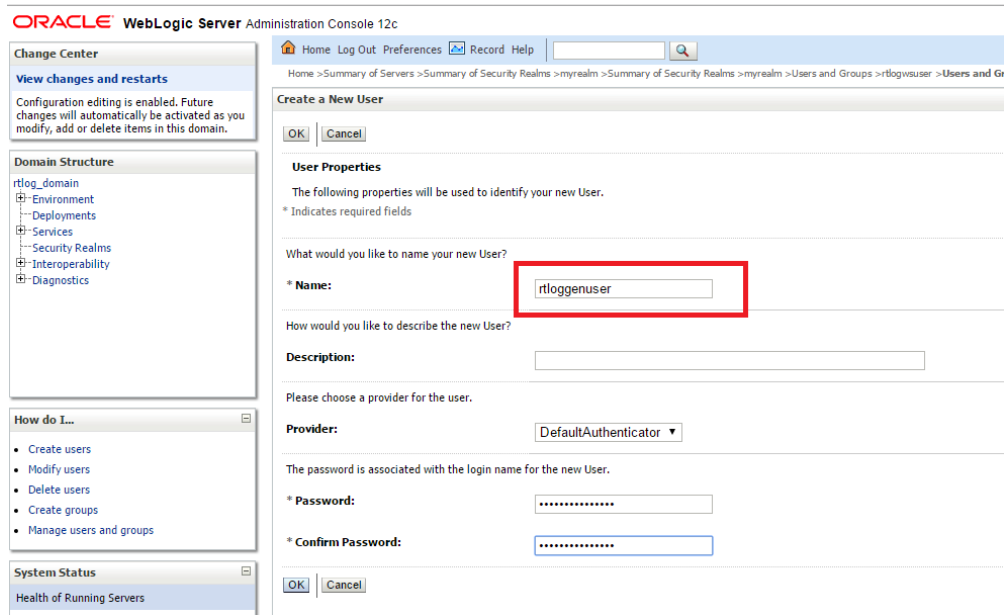 ORACLE WebLogic Server Administration Console 12c
Change Center
View changes and restarts
Configuration editing is enabled. Future
changes will automatically be activated as you
modify, add or delete items in this domain.
Domain Structure
rtlog_domain
Environment
Deployments
Services
Security Realms
Interoperability
Diagnostics
How do I...
Create users
Modify users
Delete users
Create groups
Manage users and groups
System Status
Health of Running Servers
Home Log Out Preferences Record Help
Home >Summary of Servers >Summary of Security Realms >myrealm >Summary of Security Realms >myrealm >Users and Groups >rtlogwsuser >Users and Gr
Create a New User
OK Cancel
User Properties
The following properties will be used to identify your new User.
* Indicates required fields
What would you like to name your new User?
* Name: rtloggenuser
How would you like to describe the new User?
Description:
Please choose a provider for the user.
Provider: DefaultAuthenticator
The password is associated with the login name for the new User.
* Password: •••••••••••••••
* Confirm Password: •••••••••••••••
OK Cancel